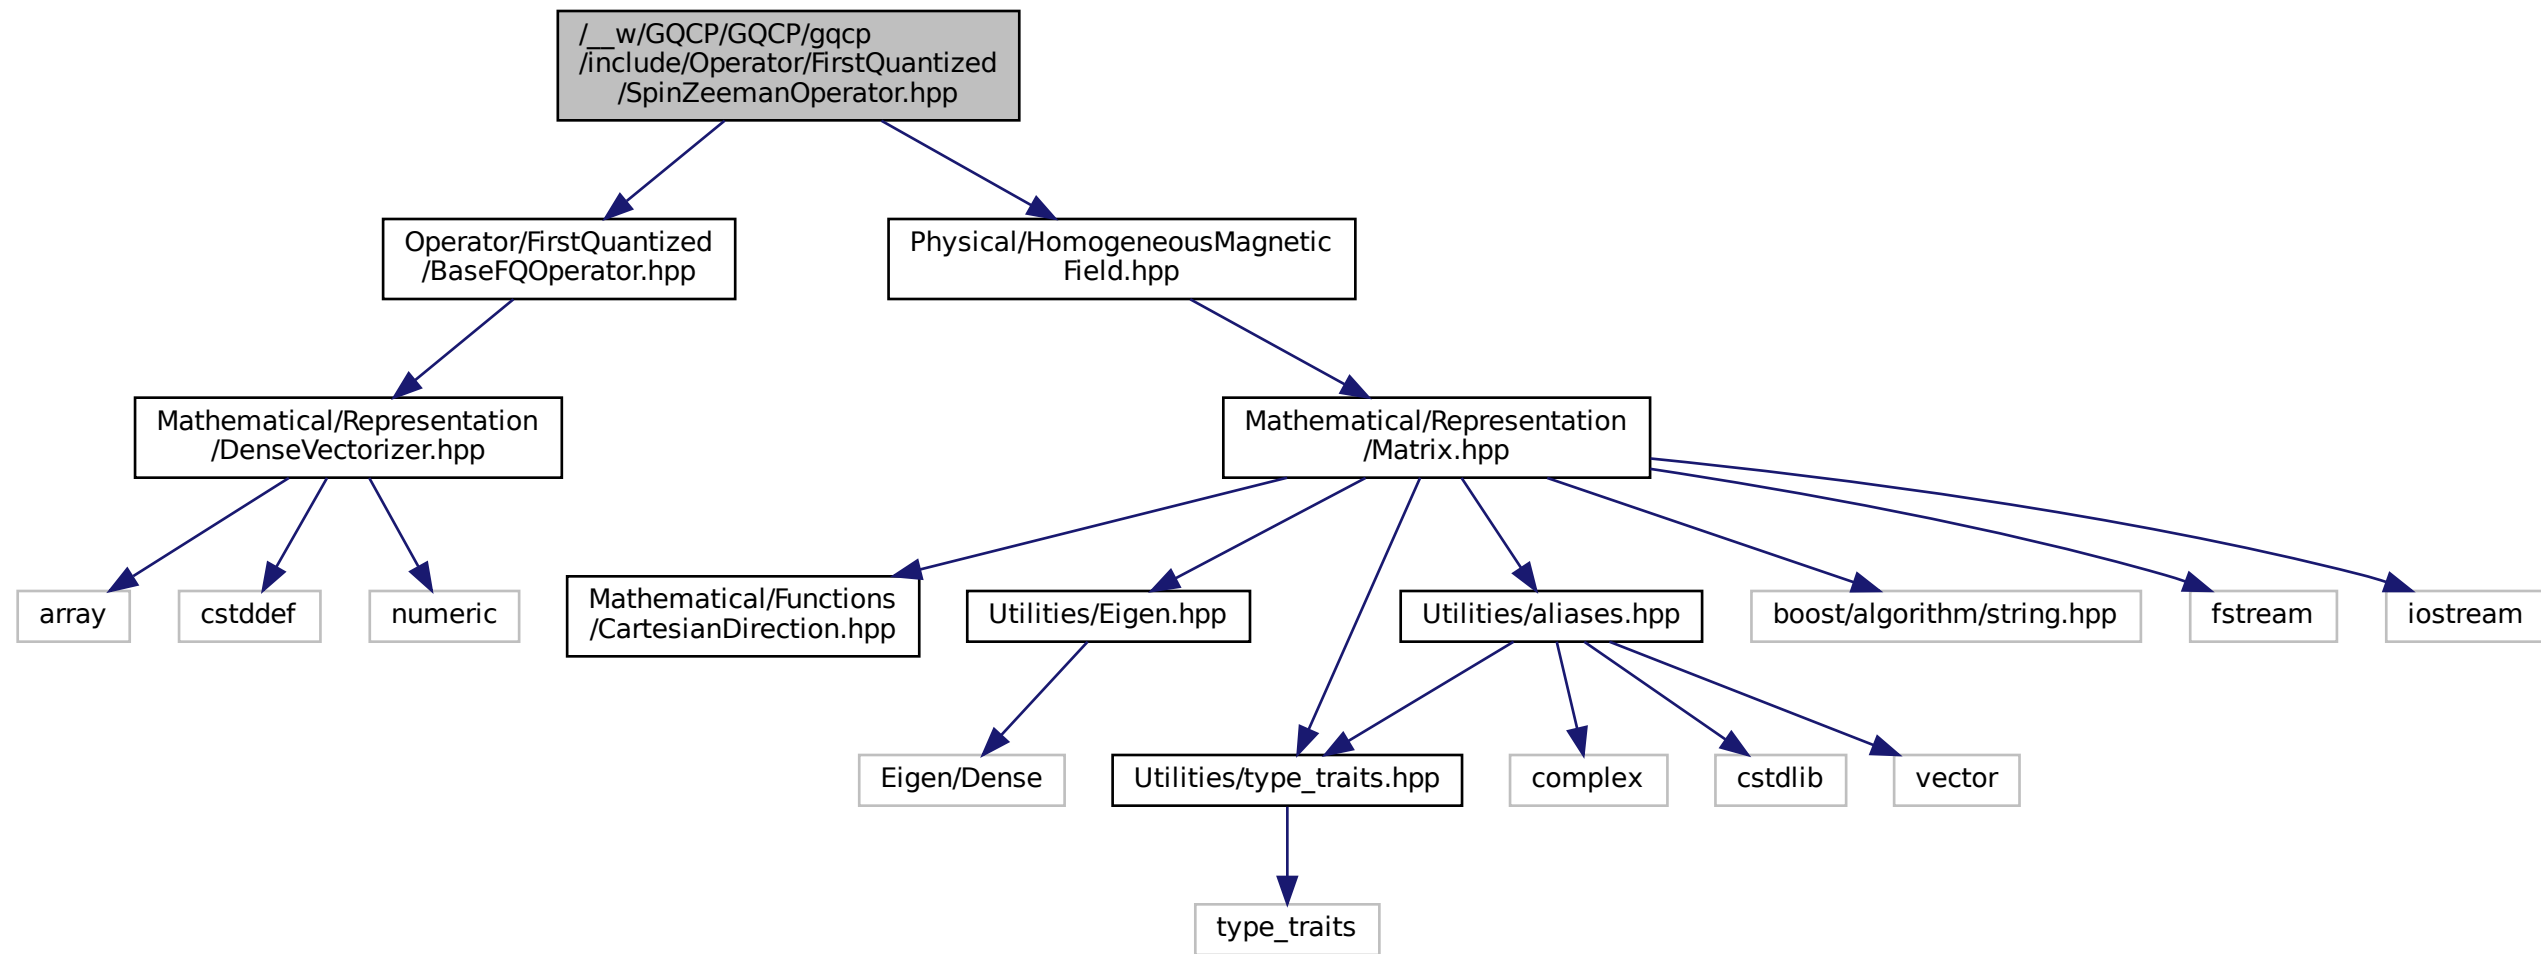 /__w/GQCP/GQCP/gqcp
/include/Operator/FirstQuantized
/SpinZeemanOperator.hpp
Operator/FirstQuantized
/BaseFQOperator.hpp
Physical/HomogeneousMagnetic
Field.hpp
Mathematical/Representation
/DenseVectorizer.hpp
Mathematical/Representation
/Matrix.hpp
array
cstddef
numeric
Mathematical/Functions
/CartesianDirection.hpp
Utilities/Eigen.hpp
Utilities/aliases.hpp
boost/algorithm/string.hpp
fstream
iostream
Eigen/Dense
Utilities/type_traits.hpp
complex
cstdlib
vector
type_traits